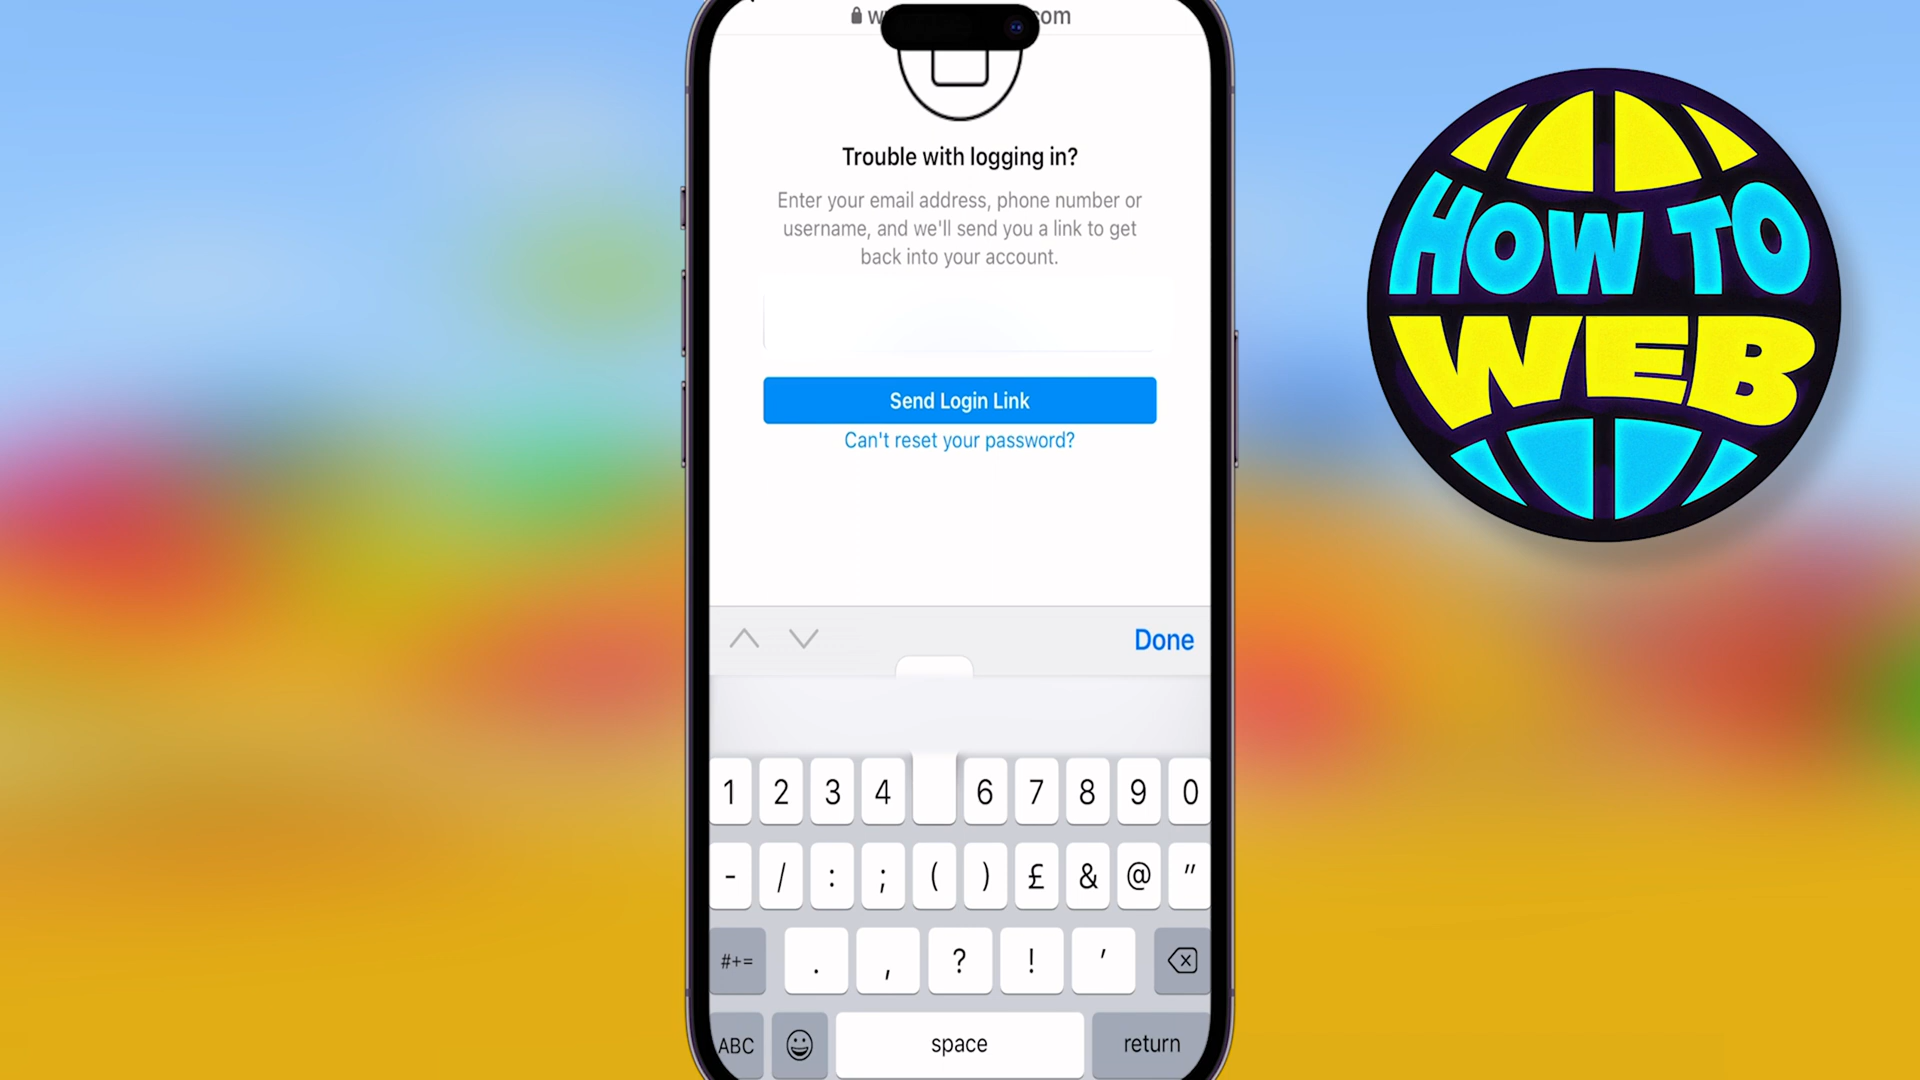 Trouble with logging in?
Enter your email address, phone number or
username, and we'll send you a link to get
back into your account.
Send Login Link
Can't reset your password?
Done
1 2 3 4 6 7 8 9 0
- / : ; ( ) £ & @ "
#+= . , ? ! '
ABC space return
HOW TO
WEB